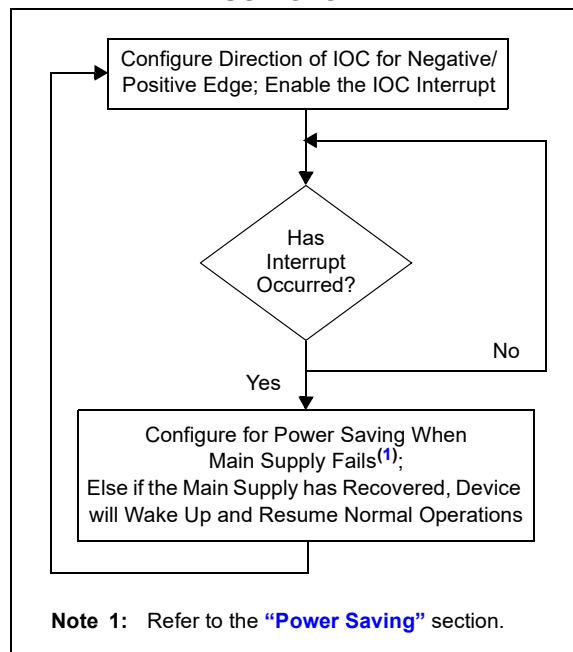 Configure Direction of IOC for Negative/
Positive Edge; Enable the IOC Interrupt
Has
Interrupt
Occurred?
No
Yes
Configure for Power Saving When
Main Supply Fails(1);
Else if the Main Supply has Recovered, Device
will Wake Up and Resume Normal Operations
Note 1: Refer to the “Power Saving” section.